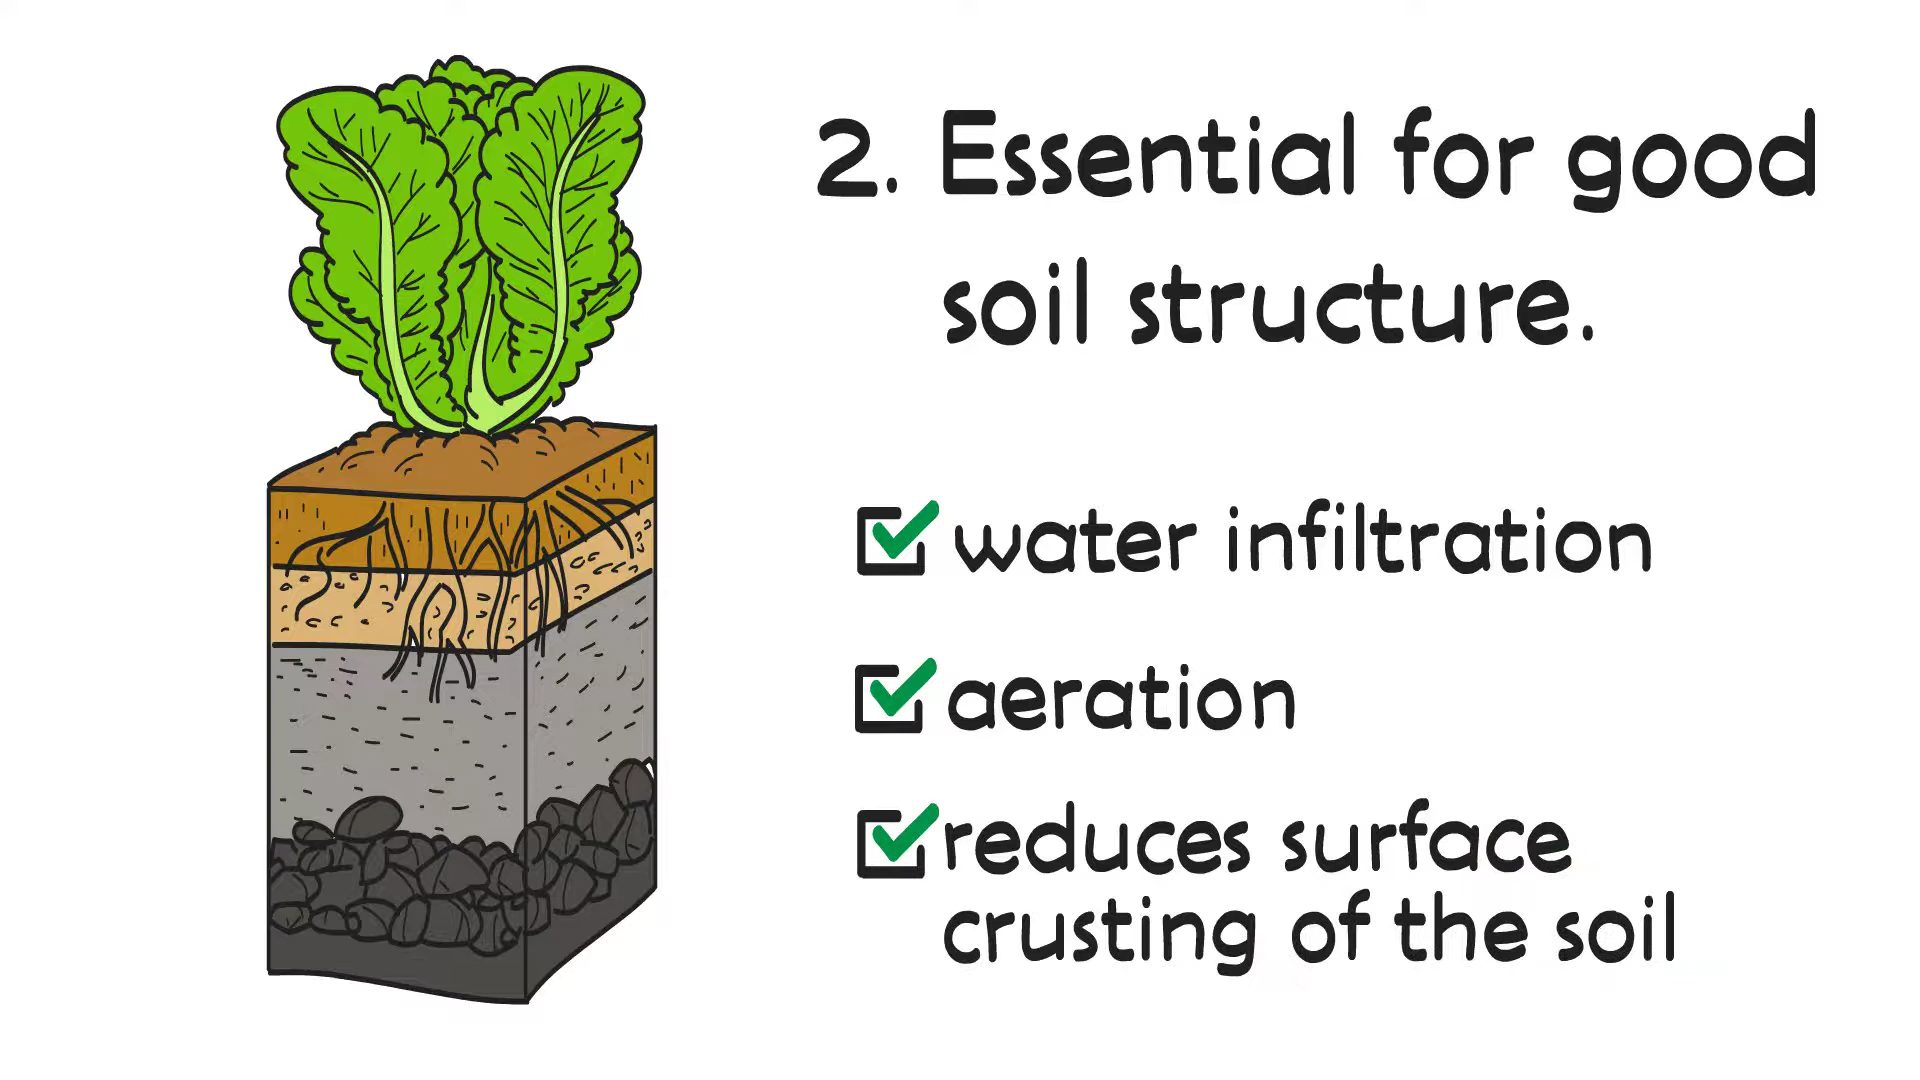 2. Essential for good
soil structure.
water infiltration
aeration
reduces surface
crusting of the soil